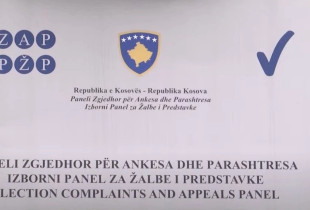 ZAP
PŽP
Republika e Kosovës - Republika Kosova
Paneli Zgjedhor për Ankesa dhe Parashtresa
Izborni Panel za Žalbe i Predstavke
ELI ZGJEDHOR PËR ANKESA DHE PARASHTRESA
IZBORNI PANEL ZA ŽALBE I PREDSTAVKE
LECTION COMPLAINTS AND APPEALS PANEL